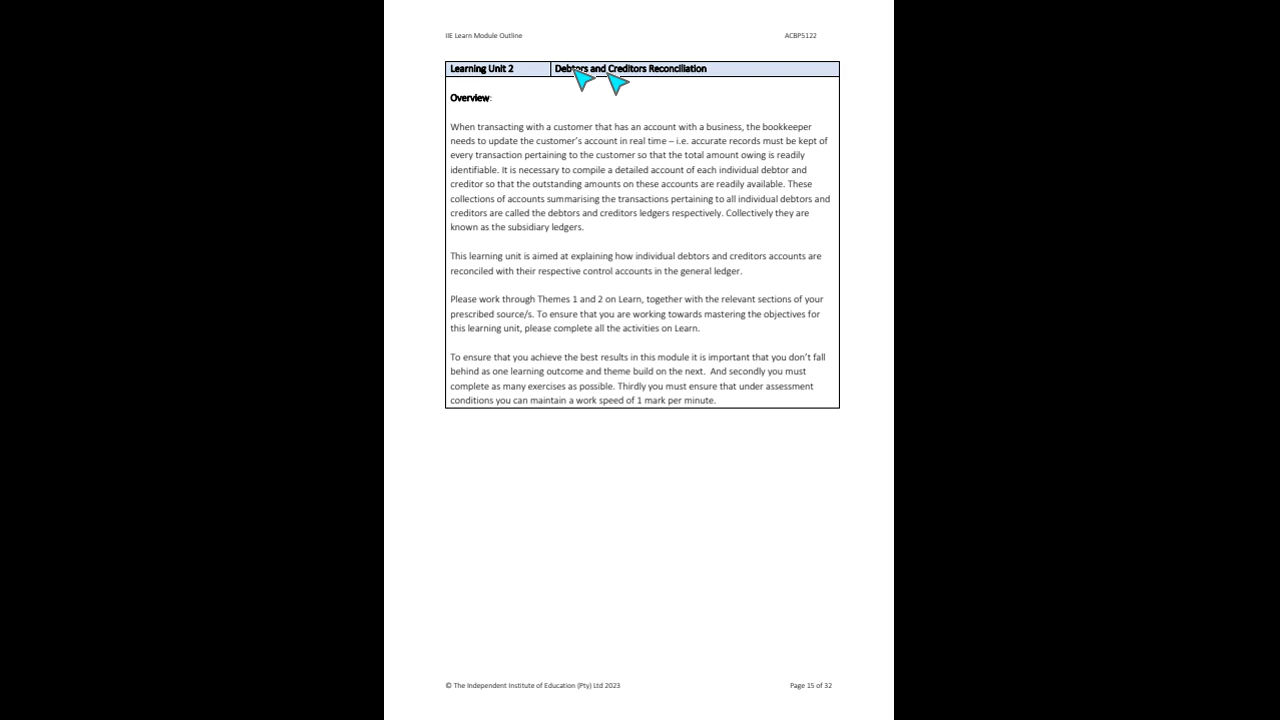 IIE Learn Module Outline ACBP5122
Learning Unit 2 Debtors and Creditors Reconciliation
Overview:
When transacting with a customer that has an account with a business, the bookkeeper
needs to update the customer's account in real time – i.e. accurate records must be kept of
every transaction pertaining to the customer so that the total amount owing is readily
identifiable. It is necessary to compile a detailed account of each individual debtor and
creditor so that the outstanding amounts on these accounts are readily available. These
collections of accounts summarising the transactions pertaining to all individual debtors and
creditors are called the debtors and creditors ledgers respectively. Collectively they are
known as the subsidiary ledgers.
This learning unit is aimed at explaining how individual debtors and creditors accounts are
reconciled with their respective control accounts in the general ledger.
Please work through Themes 1 and 2 on Learn, together with the relevant sections of your
prescribed source/s. To ensure that you are working towards mastering the objectives for
this learning unit, please complete all the activities on Learn.
To ensure that you achieve the best results in this module it is important that you don't fall
behind as one learning outcome and theme build on the next. And secondly you must
complete as many exercises as possible. Thirdly you must ensure that under assessment
conditions you can maintain a work speed of 1 mark per minute.
© The Independent Institute of Education (Pty) Ltd 2023 Page 15 of 32